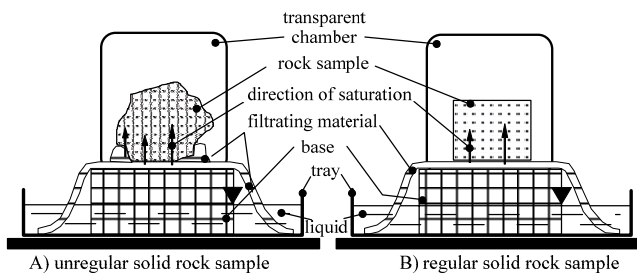 transparent
chamber
rock sample
direction of saturation
filtrating material
base
tray
liquid
A) unregular solid rock sample
B) regular solid rock sample